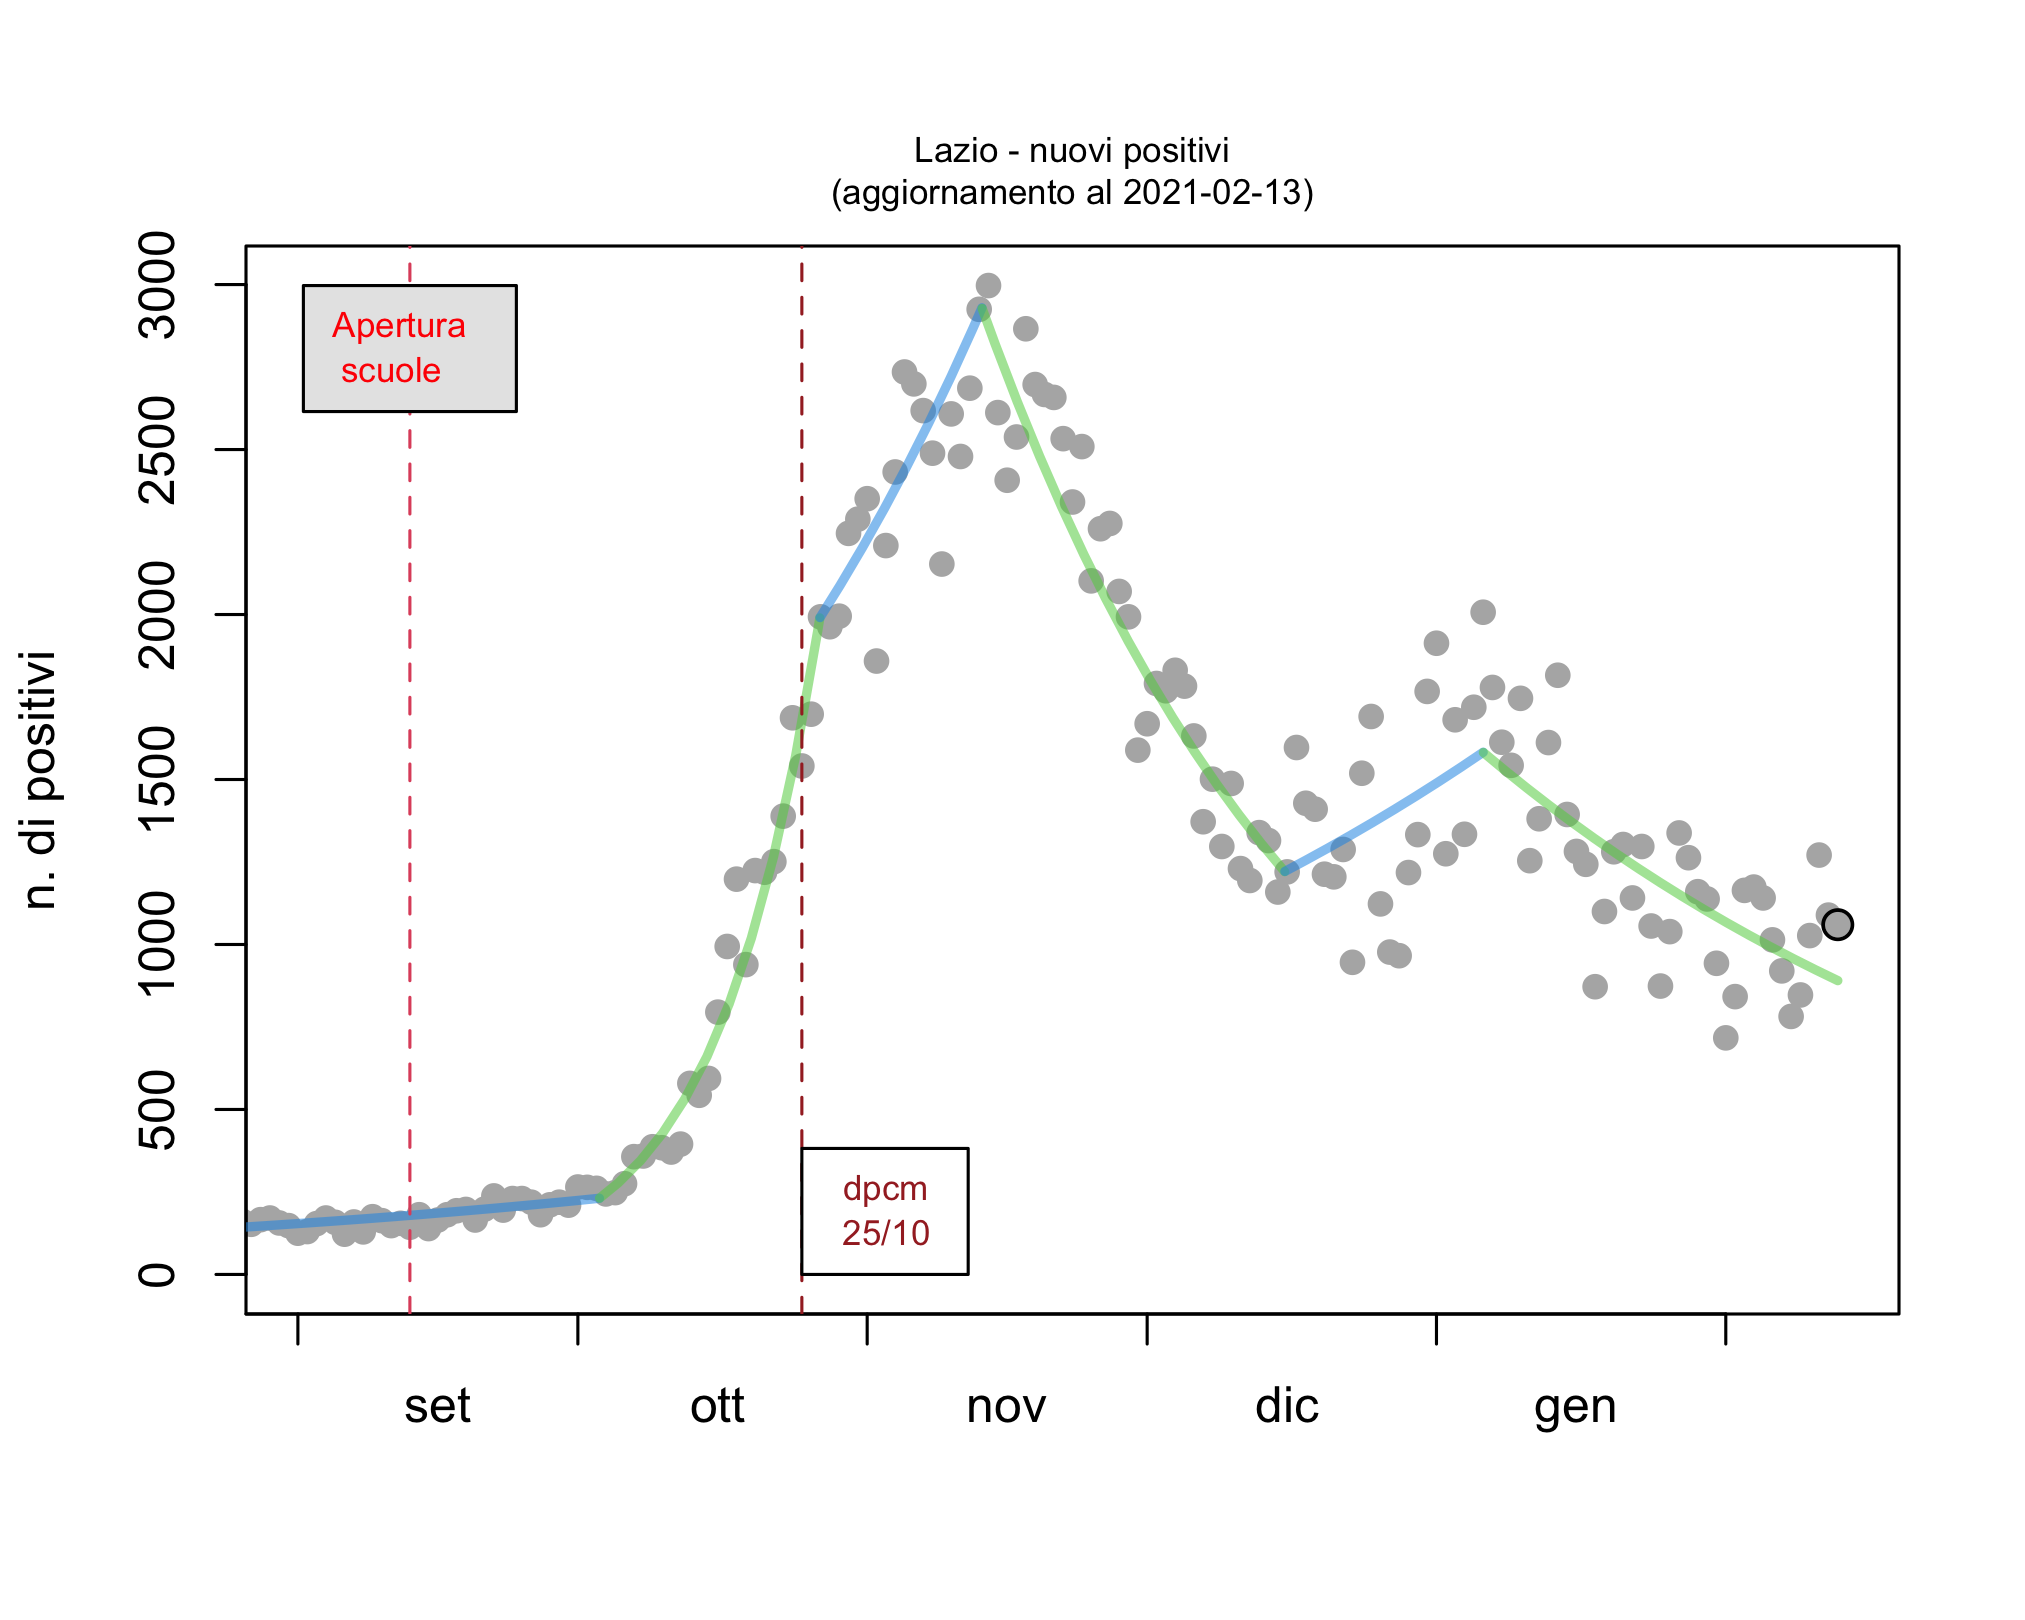 Lazio - nuovi positivi
(aggiornamento al 2021-02-13)
n. di positivi
3000
2500
2000
1500
1000
500
0
Apertura
scuole
dpcm
25/10
set ott nov dic gen